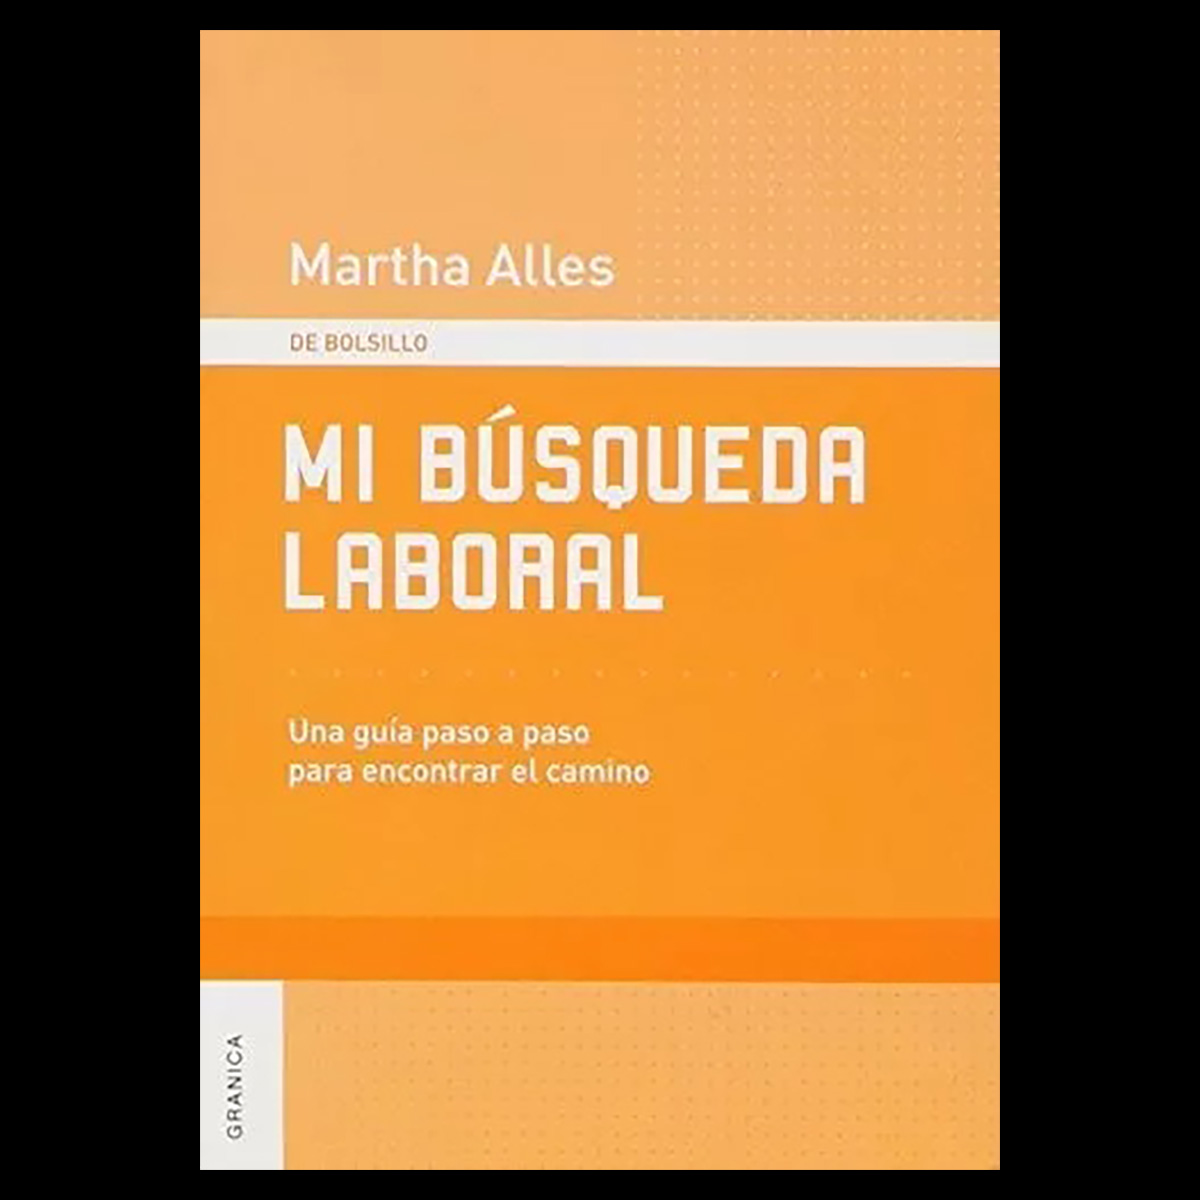 Martha Alles
DE BOLSILLO
MI BÚSQUEDA
LABORAL
Una guía paso a paso
para encontrar el camino
GRANICA